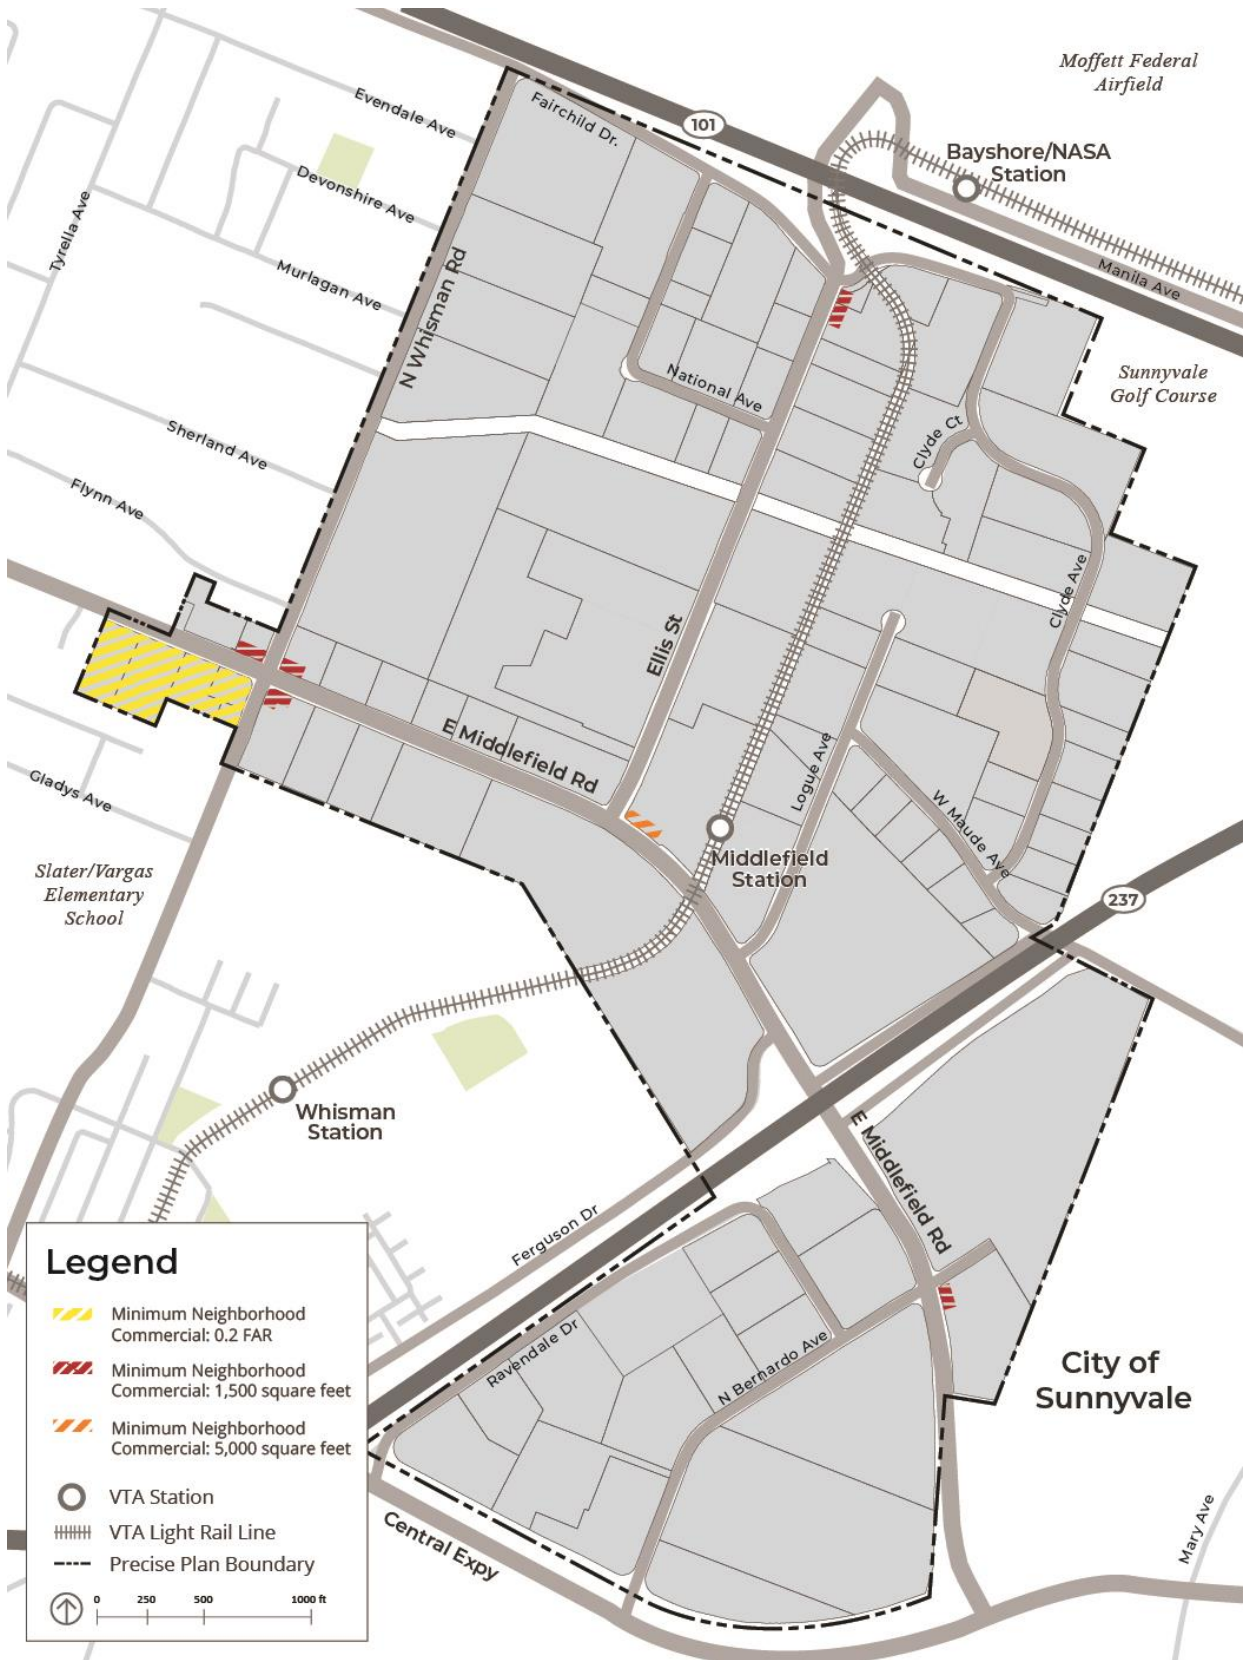 Moffett Federal
Airfield
Evendale Ave
Fairchild Dr.
101
Bayshore/NASA
Station
Devonshire Ave
Tyrella Ave
Murlagan Ave
Manila Ave
N Whisman Rd
Sunnyvale
Golf Course
National Ave
Clyde Ct
Sherland Ave
Flynn Ave
Clyde Ave
Ellis St
E Middlefield Rd
Logue Ave
Gladys Ave
W Maude Ave
Middlefield
Station
Slater/Vargas
Elementary
School
237
Whisman
Station
E Middlefield Rd
Ferguson Dr
Ravendale Dr
N Bernardo Ave
City of
Sunnyvale
Central Expy
Mary Ave
Legend
Minimum Neighborhood
Commercial: 0.2 FAR
Minimum Neighborhood
Commercial: 1,500 square feet
Minimum Neighborhood
Commercial: 5,000 square feet
VTA Station
VTA Light Rail Line
Precise Plan Boundary
0 250 500 1000 ft